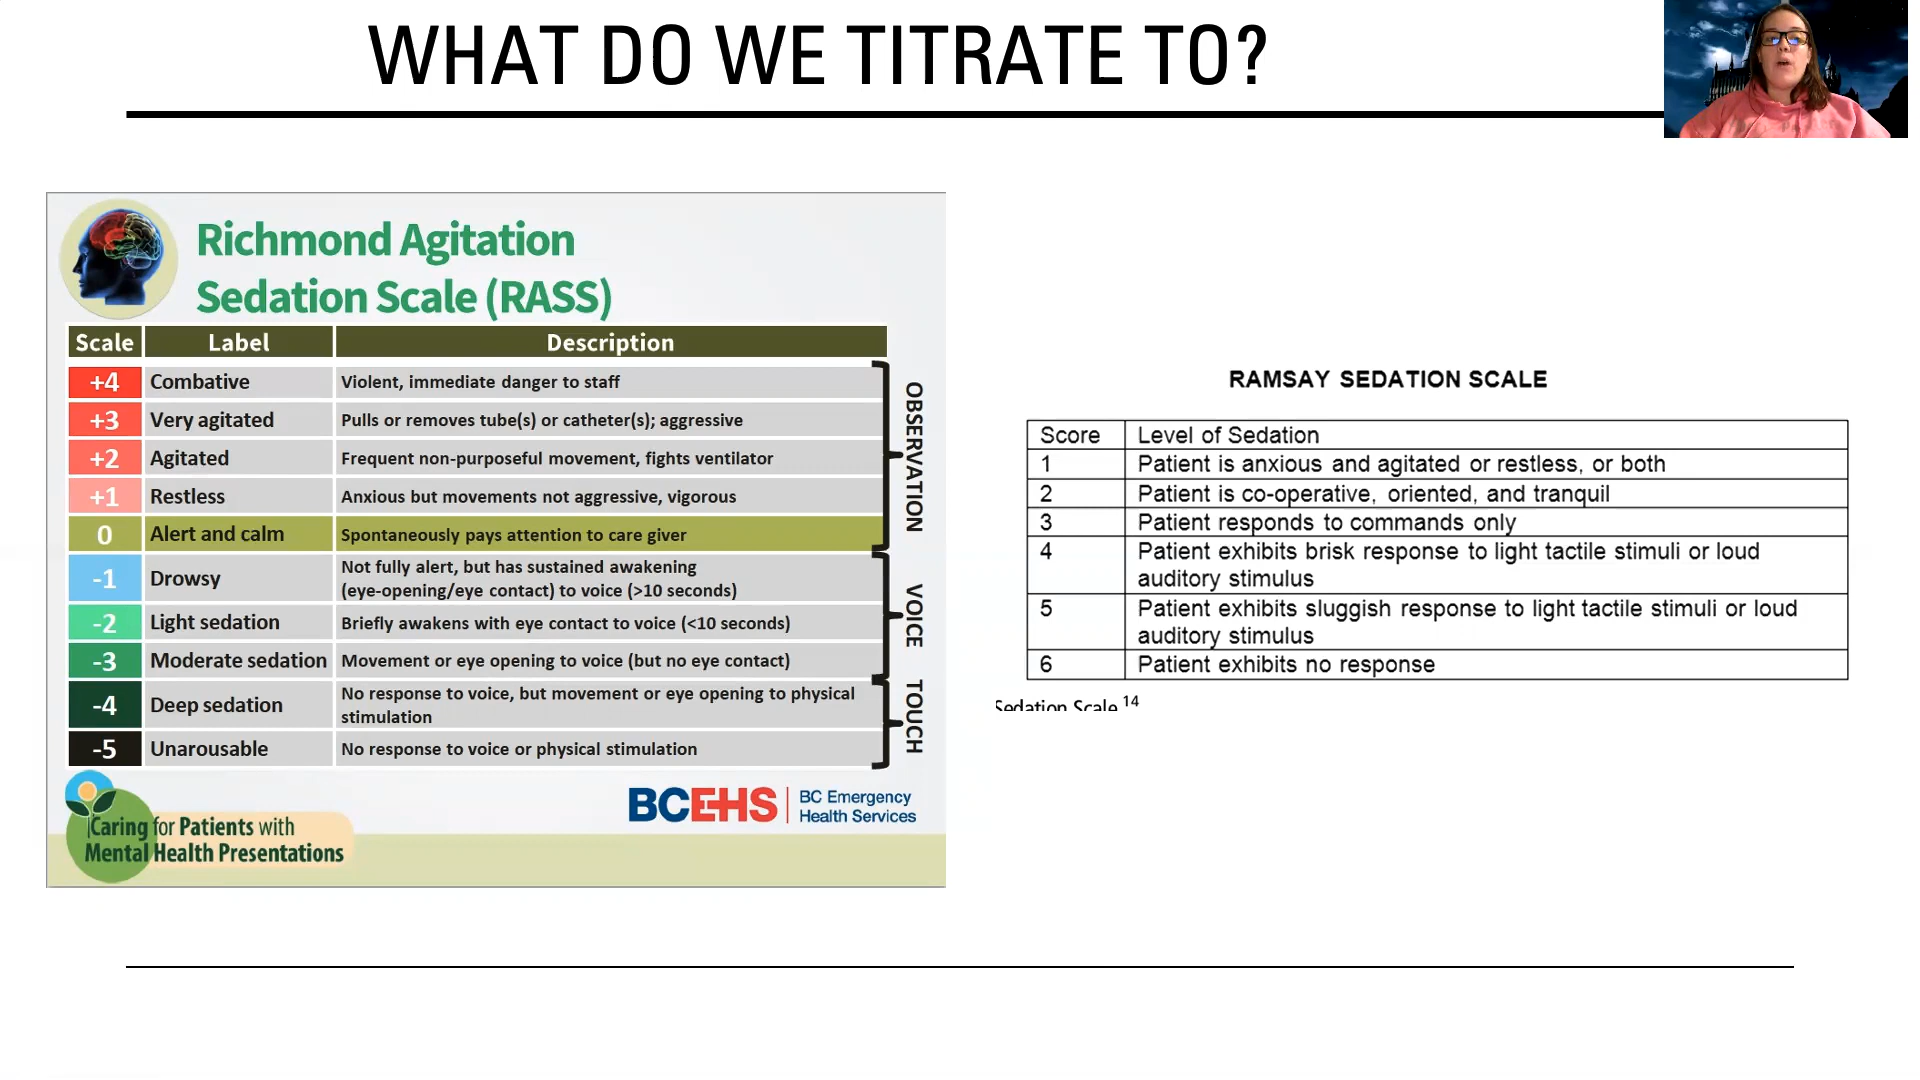 WHAT DO WE TITRATE TO?
Richmond Agitation
Sedation Scale (RASS)
Scale Label Description
+4 Combative Violent, immediate danger to staff
+3 Very agitated Pulls or removes tube(s) or catheter(s); aggressive
+2 Agitated Frequent non-purposeful movement, fights ventilator
+1 Restless Anxious but movements not aggressive, vigorous
0 Alert and calm Spontaneously pays attention to care giver
OBSERVATION
-1 Drowsy Not fully alert, but has sustained awakening
(eye-opening/eye contact) to voice (>10 seconds)
-2 Light sedation Briefly awakens with eye contact to voice (<10 seconds)
-3 Moderate sedation Movement or eye opening to voice (but no eye contact)
VOICE
-4 Deep sedation No response to voice, but movement or eye opening to physical
stimulation
-5 Unarousable No response to voice or physical stimulation
TOUCH
Caring for Patients with
Mental Health Presentations
BCEHS BC Emergency
Health Services
RAMSAY SEDATION SCALE
Score Level of Sedation
1 Patient is anxious and agitated or restless, or both
2 Patient is co-operative, oriented, and tranquil
3 Patient responds to commands only
4 Patient exhibits brisk response to light tactile stimuli or loud
auditory stimulus
5 Patient exhibits sluggish response to light tactile stimuli or loud
auditory stimulus
6 Patient exhibits no response
Sedation Scale 14